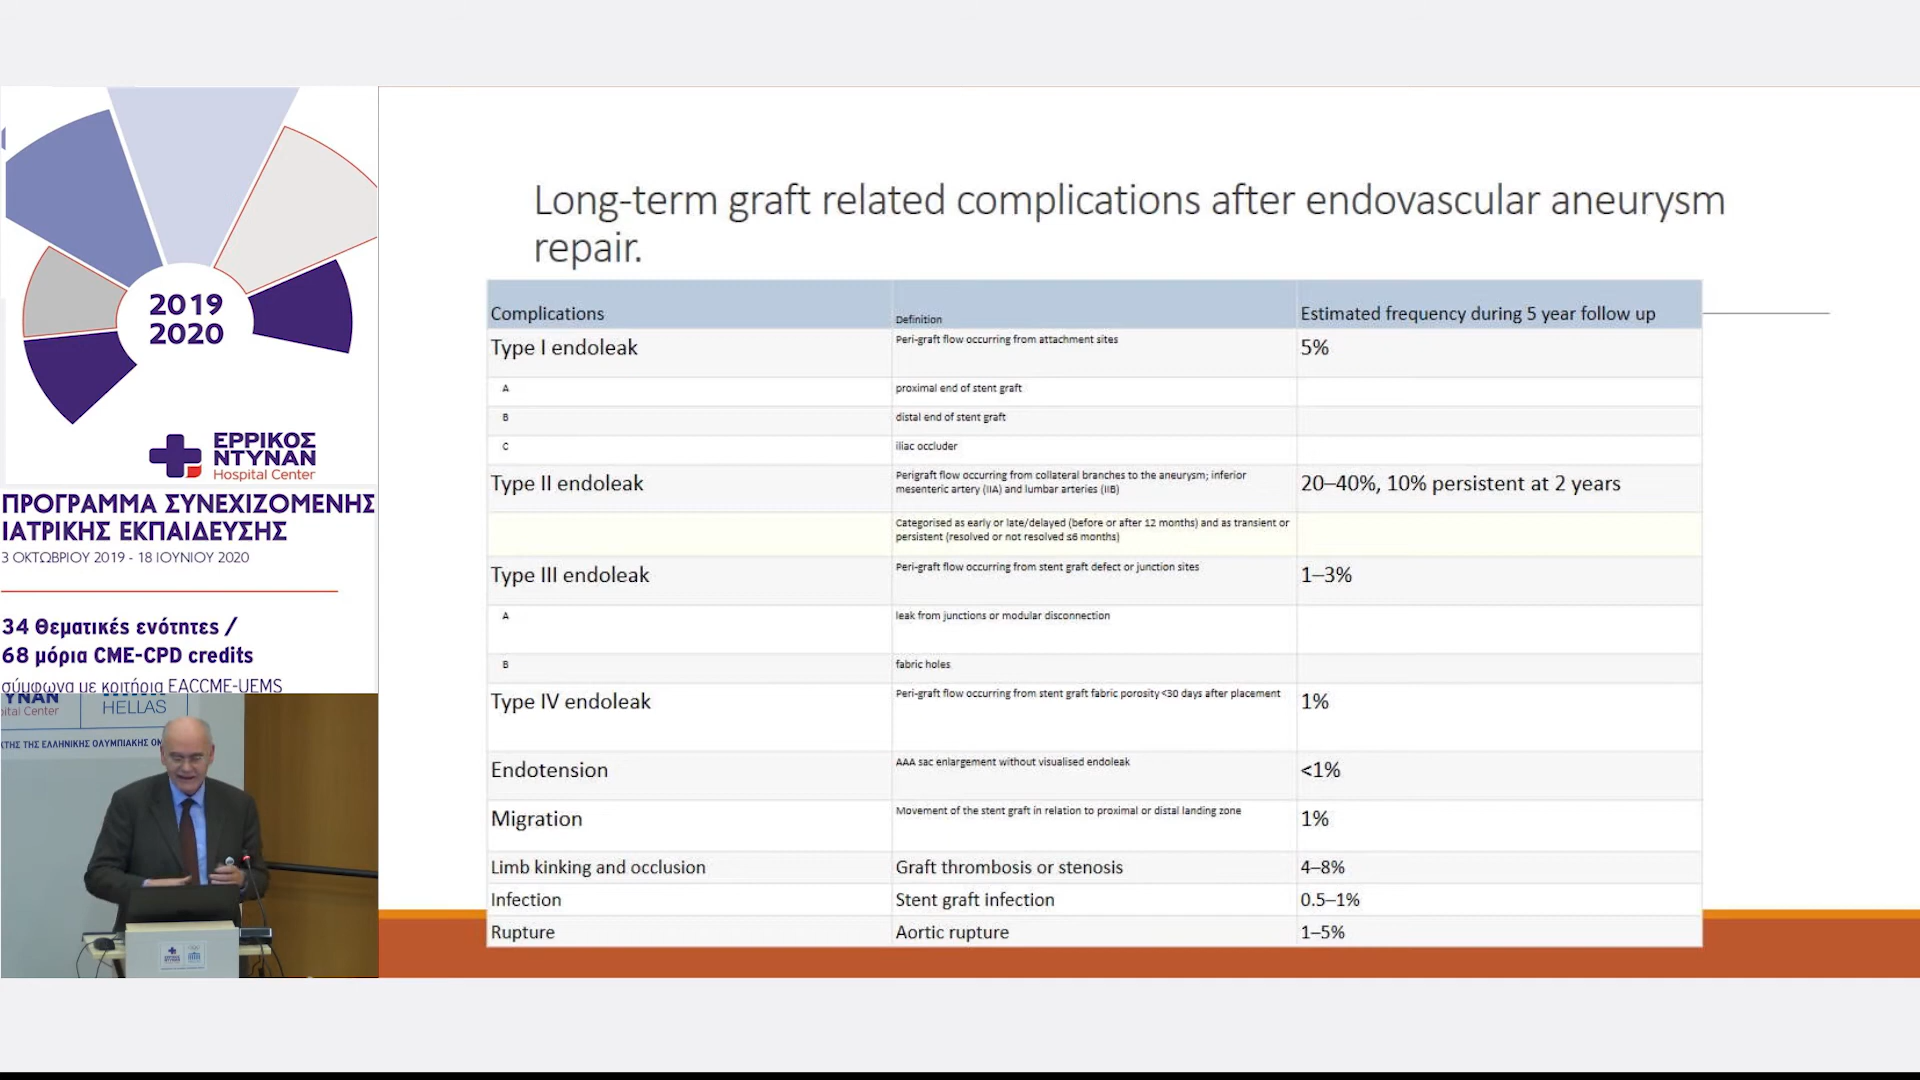 2019
2020
ΕΡΡΙΚΟΣ
ΝΤΥΝΑΝ
Hospital Center
ΠΡΟΓΡΑΜΜΑ ΣΥΝΕΧΙΖΟΜΕΝΗΣ
ΙΑΤΡΙΚΗΣ ΕΚΠΑΙΔΕΥΣΗΣ
3 ΟΚΤΩΒΡΙΟΥ 2019 - 18 ΙΟΥΝΙΟΥ 2020
34 θεματικές ενότητες /
68 μόρια CME-CPD credits
σύμφωνα με κριτήρια EACCME-UEMS
ΥΝΑΝ
ital Center
HELLAS
ΚΤΗΣ ΤΗΣ ΕΛΛΗΝΙΚΗΣ ΟΛΥΜΠΙΑΚΗΣ ΟΜ
Long-term graft related complications after endovascular aneurysm
repair.
Complications Definition Estimated frequency during 5 year follow up
Type I endoleak Peri-graft flow occurring from attachment sites 5%
A proximal end of stent graft
B distal end of stent graft
C iliac occluder
Type II endoleak Perigraft flow occurring from collateral branches to the aneurysm; inferior 20–40%, 10% persistent at 2 years
mesenteric artery (IIA) and lumbar arteries (IIB)
Categorised as early or late/delayed (before or after 12 months) and as transient or
persistent (resolved or not resolved ≤6 months)
Type III endoleak Peri-graft flow occurring from stent graft defect or junction sites 1–3%
A leak from junctions or modular disconnection
B fabric holes
Type IV endoleak Peri-graft flow occurring from stent graft fabric porosity <30 days after placement 1%
Endotension AAA sac enlargement without visualised endoleak <1%
Migration Movement of the stent graft in relation to proximal or distal landing zone 1%
Limb kinking and occlusion Graft thrombosis or stenosis 4–8%
Infection Stent graft infection 0.5–1%
Rupture Aortic rupture 1–5%